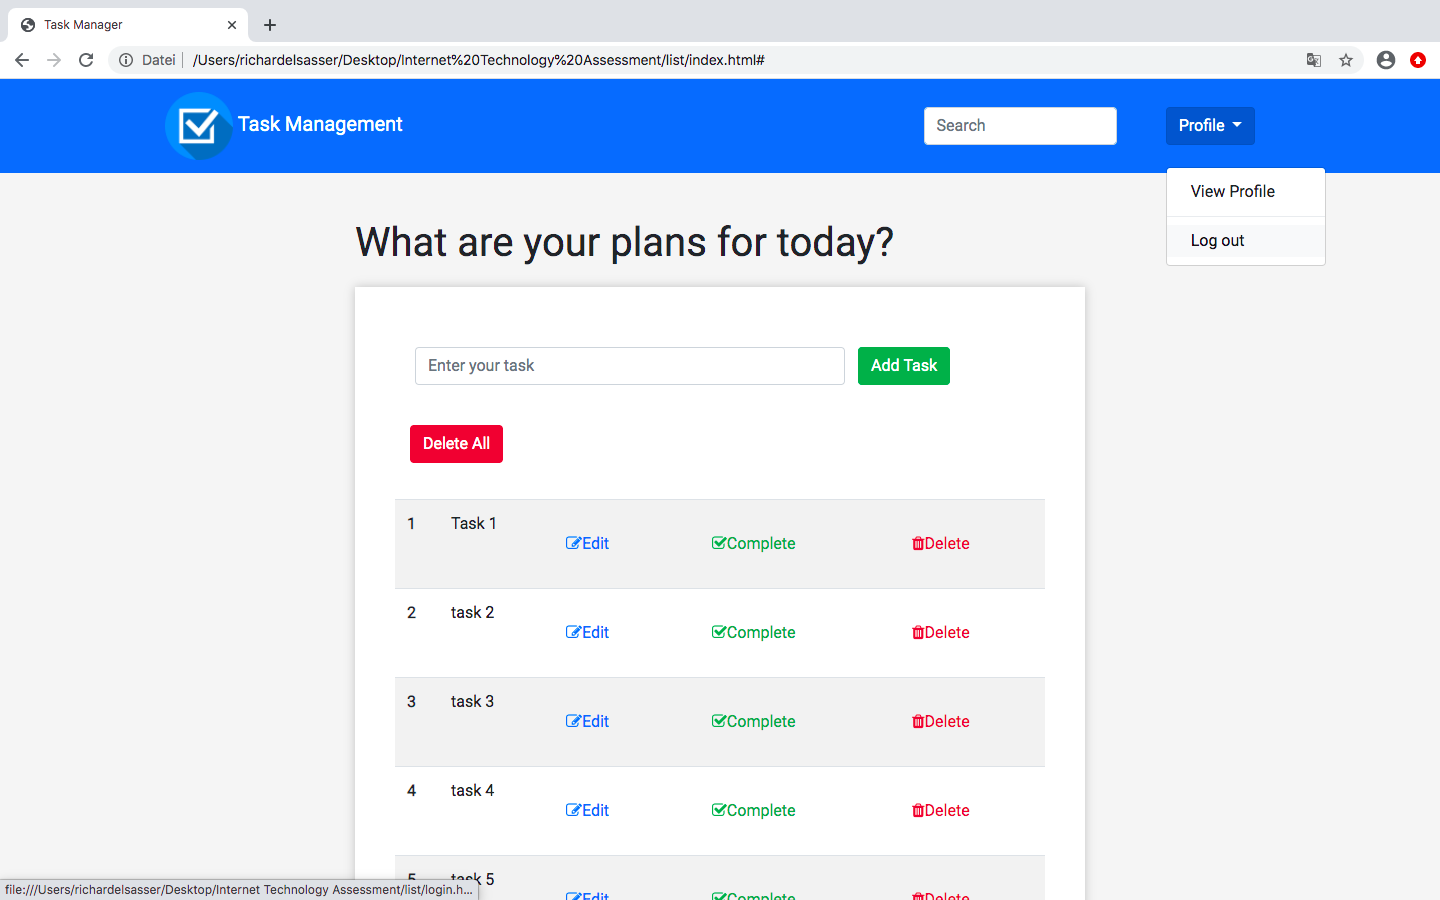 Task Manager
Datei /Users/richardelsasser/Desktop/Internet%20Technology%20Assessment/list/index.html#
Task Management
Search
Profile
View Profile
Log out
What are your plans for today?
Enter your task
Add Task
Delete All
1 Task 1
Edit Complete Delete
2 task 2
Edit Complete Delete
3 task 3
Edit Complete Delete
4 task 4
Edit Complete Delete
5 task 5
Edit Complete Delete
file:///Users/richardelsasser/Desktop/Internet Technology Assessment/list/login.h...